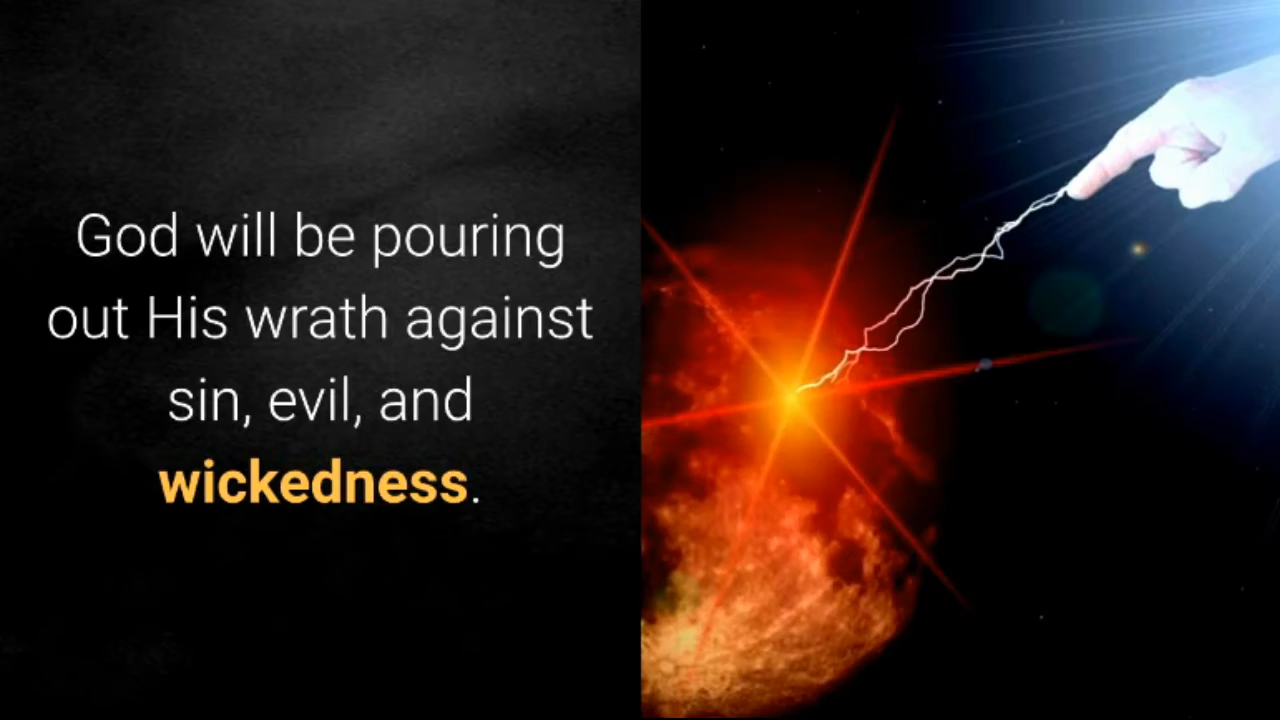 God will be pouring
out His wrath against
sin, evil, and
wickedness.